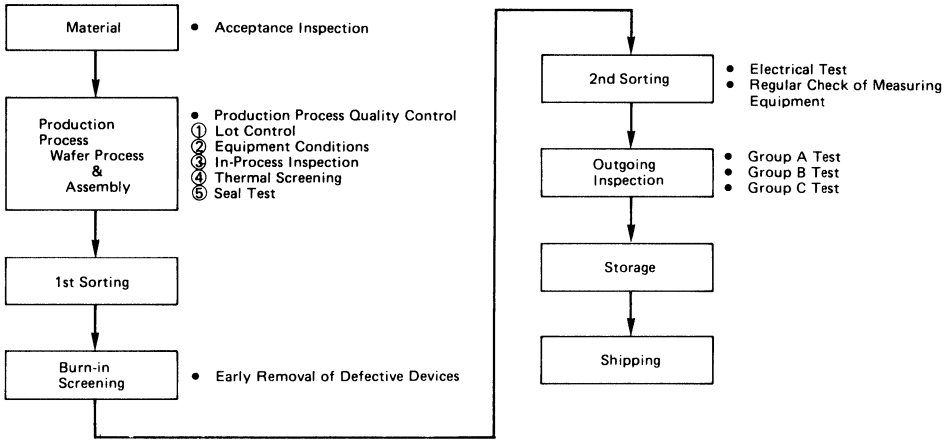 Material
• Acceptance Inspection
Production
Process
Wafer Process
&
Assembly
• Production Process Quality Control
① Lot Control
② Equipment Conditions
③ In-Process Inspection
④ Thermal Screening
⑤ Seal Test
1st Sorting
Burn-in
Screening
• Early Removal of Defective Devices
2nd Sorting
• Electrical Test
• Regular Check of Measuring
Equipment
Outgoing
Inspection
• Group A Test
• Group B Test
• Group C Test
Storage
Shipping